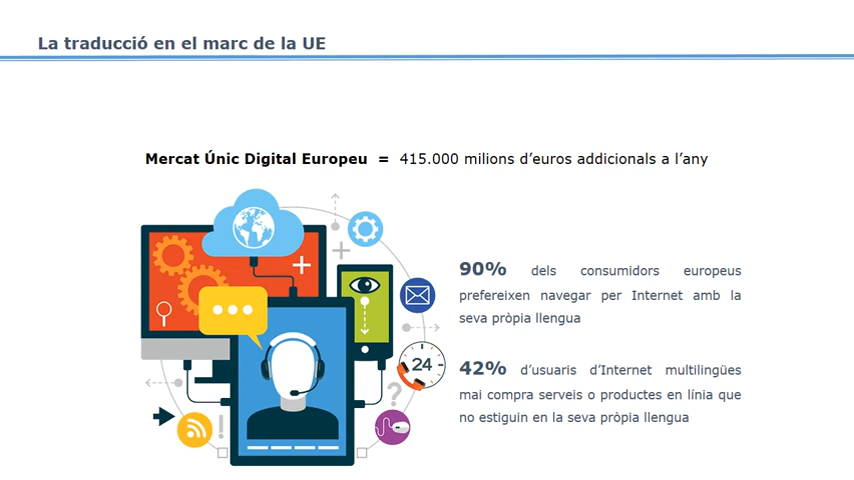 La traducció en el marc de la UE
Mercat Únic Digital Europeu = 415.000 milions d’euros addicionals a l’any
90% dels consumidors europeus
prefereixen navegar per Internet amb la
seva pròpia llengua
24
42% d’usuaris d’Internet multilingües
mai compra serveis o productes en línia que
no estiguin en la seva pròpia llengua